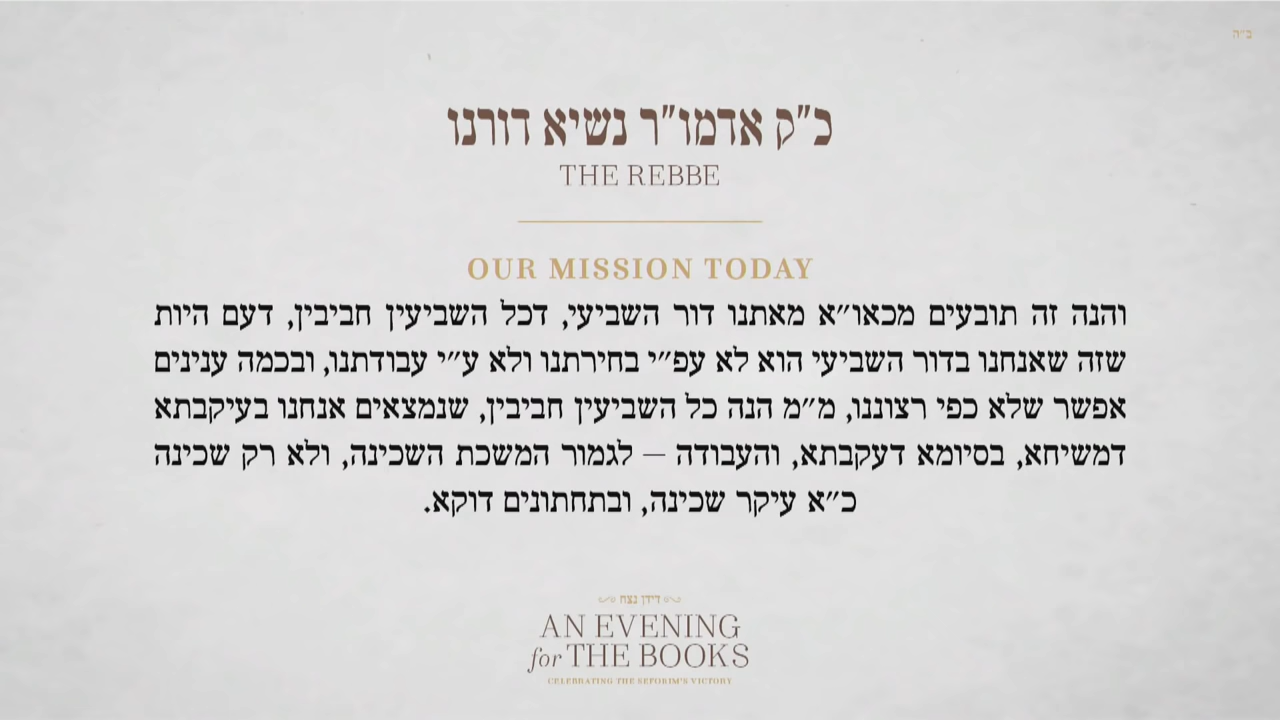 ב״ה
כ"ק אדמו"ר נשיא דורנו
THE REBBE
OUR MISSION TODAY
והנה זה תובעים מכאו״א מאתנו דור השביעי, דכל השביעין חביבין, דעם היות
שזה שאנחנו בדור השביעי הוא לא עפ״י בחירתנו ולא ע״י עבודתנו, ובכמה ענינים
אפשר שלא כפי רצוננו, מ״מ הנה כל השביעין חביבין, שנמצאים אנחנו בעיקבתא
דמשיחא, בסיומא דעקבתא, והעבודה – לגמור המשכת השכינה, ולא רק שכינה
כ״א עיקר שכינה, ובתחתונים דוקא.
דידן נצח
AN EVENING
for THE BOOKS
CELEBRATING THE SEFORIM'S VICTORY